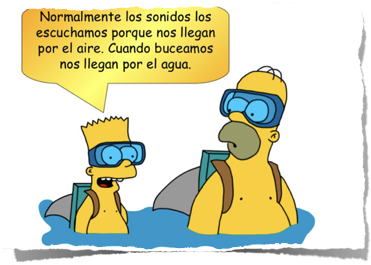 Normalmente los sonidos los
escuchamos porque nos llegan
por el aire. Cuando buceamos
nos llegan por el agua.